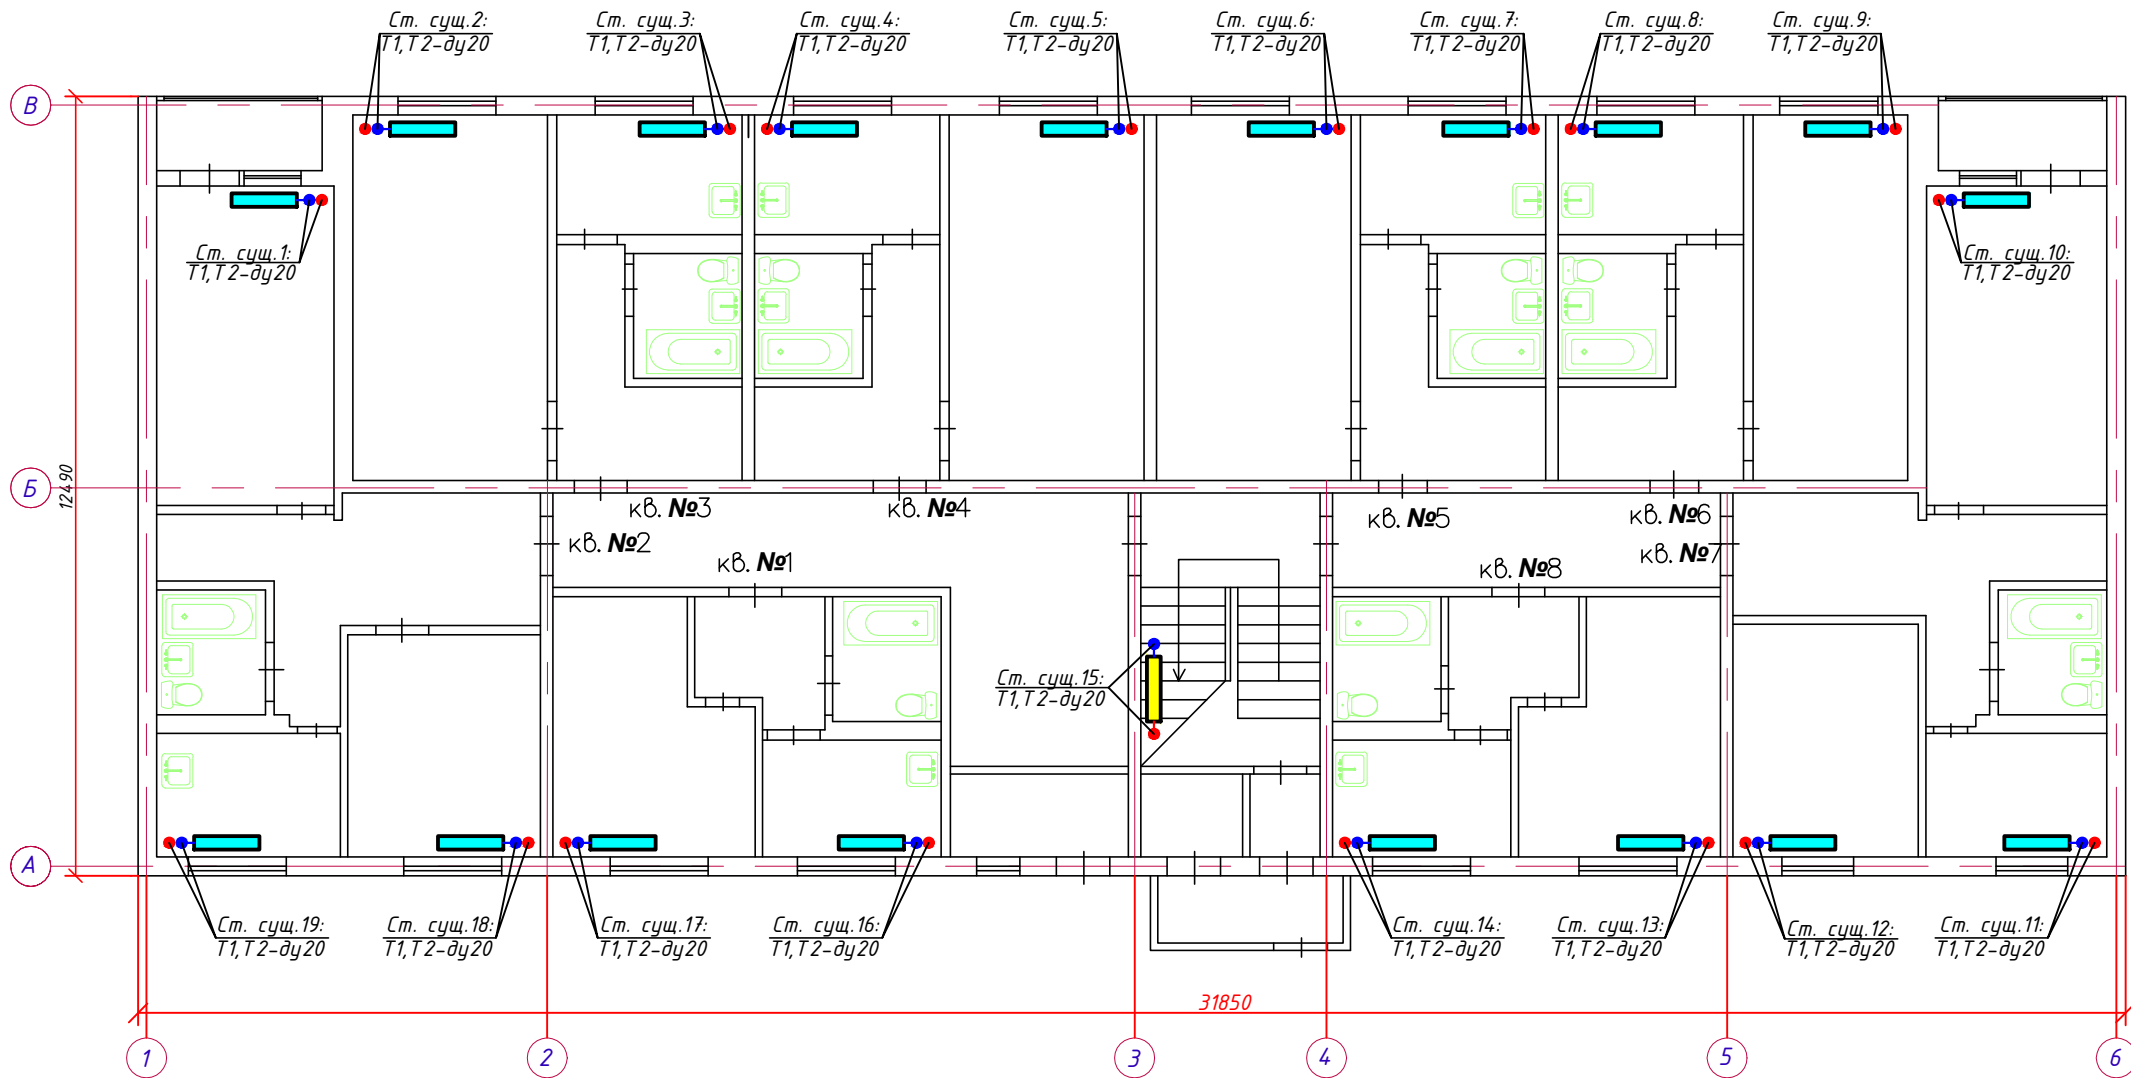 Ст. сущ.2:
Т1,Т2-ду20
Ст. сущ.3:
Т1,Т2-ду20
Ст. сущ.4:
Т1,Т2-ду20
Ст. сущ.5:
Т1,Т2-ду20
Ст. сущ.6:
Т1,Т2-ду20
Ст. сущ.7:
Т1,Т2-ду20
Ст. сущ.8:
Т1,Т2-ду20
Ст. сущ.9:
Т1,Т2-ду20
В
Ст. сущ.1:
Т1,Т2-ду20
Ст. сущ.10:
Т1,Т2-ду20
Б
12490
кв. №3
кв. №4
кв. №5
кв. №6
кв. №2
кв. №1
кв. №8
кв. №7
Ст. сущ.15:
Т1,Т2-ду20
А
Ст. сущ.19:
Т1,Т2-ду20
Ст. сущ.18:
Т1,Т2-ду20
Ст. сущ.17:
Т1,Т2-ду20
Ст. сущ.16:
Т1,Т2-ду20
Ст. сущ.14:
Т1,Т2-ду20
Ст. сущ.13:
Т1,Т2-ду20
Ст. сущ.12:
Т1,Т2-ду20
Ст. сущ.11:
Т1,Т2-ду20
31850
1
2
3
4
5
6